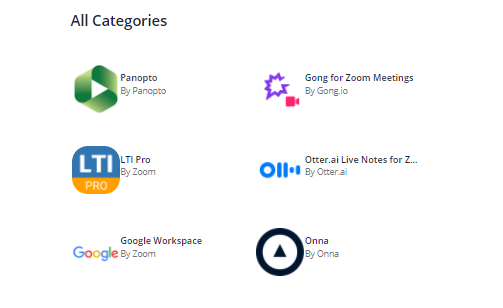 All Categories
Panopto
By Panopto
Gong for Zoom Meetings
By Gong.io
LTI
PRO
LTI Pro
By Zoom
Otter.ai Live Notes for Z...
By Otter.ai
Google
Google Workspace
By Zoom
Onna
By Onna